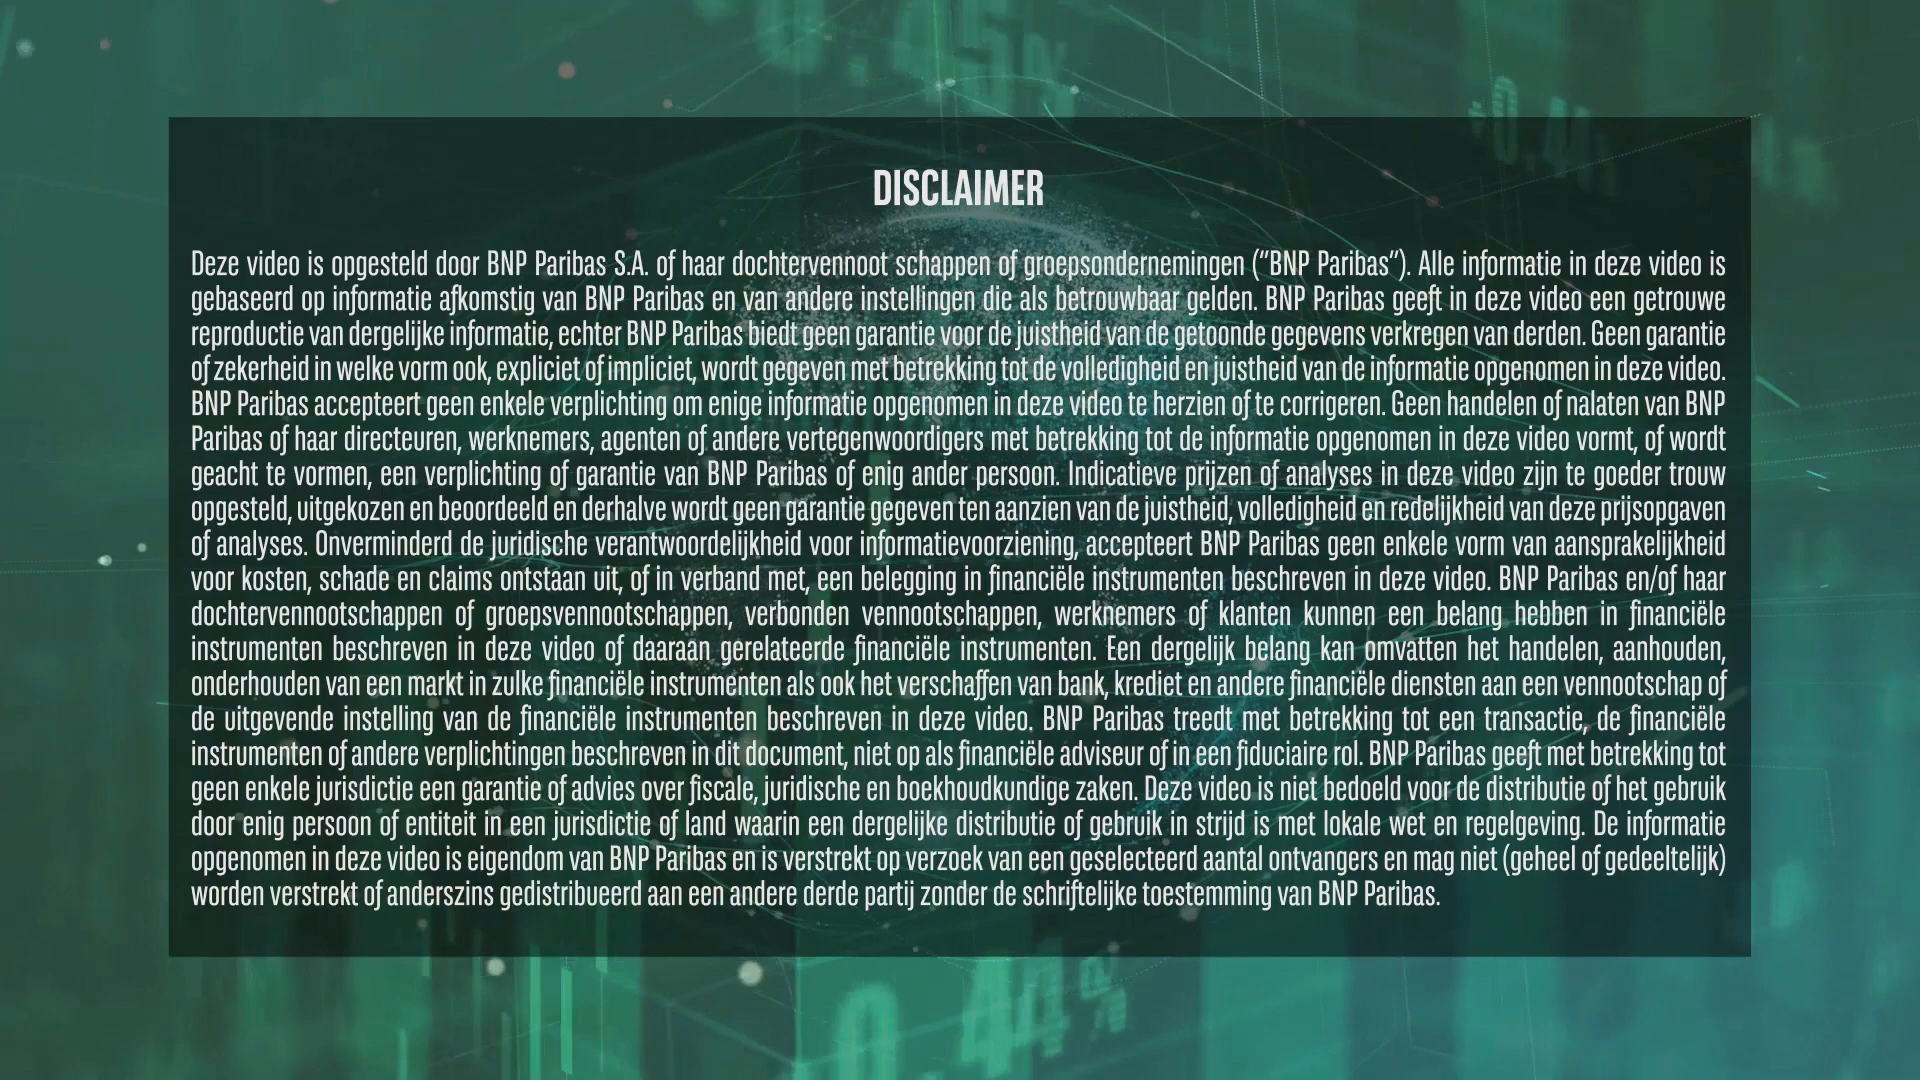 DISCLAIMER
Deze video is opgesteld door BNP Paribas S.A. of haar dochtervennoot schappen of groepsondernemingen (“BNP Paribas”). Alle informatie in deze video is
gebaseerd op informatie afkomstig van BNP Paribas en van andere instellingen die als betrouwbaar gelden. BNP Paribas geeft in deze video een getrouwe
reproductie van dergelijke informatie, echter BNP Paribas biedt geen garantie voor de juistheid van de getoonde gegevens verkregen van derden. Geen garantie
of zekerheid in welke vorm ook, expliciet of impliciet, wordt gegeven met betrekking tot de volledigheid en juistheid van de informatie opgenomen in deze video.
BNP Paribas accepteert geen enkele verplichting om enige informatie opgenomen in deze video te herzien of te corrigeren. Geen handelen of nalaten van BNP
Paribas of haar directeuren, werknemers, agenten of andere vertegenwoordigers met betrekking tot de informatie opgenomen in deze video vormt, of wordt
geacht te vormen, een verplichting of garantie van BNP Paribas of enig ander persoon. Indicatieve prijzen of analyses in deze video zijn te goeder trouw
opgesteld, uitgekozen en beoordeeld en derhalve wordt geen garantie gegeven ten aanzien van de juistheid, volledigheid en redelijkheid van deze prijsopgaven
of analyses. Onverminderd de juridische verantwoordelijkheid voor informatievoorziening, accepteert BNP Paribas geen enkele vorm van aansprakelijkheid
voor kosten, schade en claims ontstaan uit, of in verband met, een belegging in financiële instrumenten beschreven in deze video. BNP Paribas en/of haar
dochtervennootschappen of groepsvennootschappen, verbonden vennootschappen, werknemers of klanten kunnen een belang hebben in financiële
instrumenten beschreven in deze video of daaraan gerelateerde financiële instrumenten. Een dergelijk belang kan omvatten het handelen, aanhouden,
onderhouden van een markt in zulke financiële instrumenten als ook het verschaffen van bank, krediet en andere financiële diensten aan een vennootschap of
de uitgevende instelling van de financiële instrumenten beschreven in deze video. BNP Paribas treedt met betrekking tot een transactie, de financiële
instrumenten of andere verplichtingen beschreven in dit document, niet op als financiële adviseur of in een fiduciaire rol. BNP Paribas geeft met betrekking tot
geen enkele jurisdictie een garantie of advies over fiscale, juridische en boekhoudkundige zaken. Deze video is niet bedoeld voor de distributie of het gebruik
door enig persoon of entiteit in een jurisdictie of land waarin een dergelijke distributie of gebruik in strijd is met lokale wet en regelgeving. De informatie
opgenomen in deze video is eigendom van BNP Paribas en is verstrekt op verzoek van een geselecteerd aantal ontvangers en mag niet (geheel of gedeeltelijk)
worden verstrekt of anderszins gedistribueerd aan een andere derde partij zonder de schriftelijke toestemming van BNP Paribas.